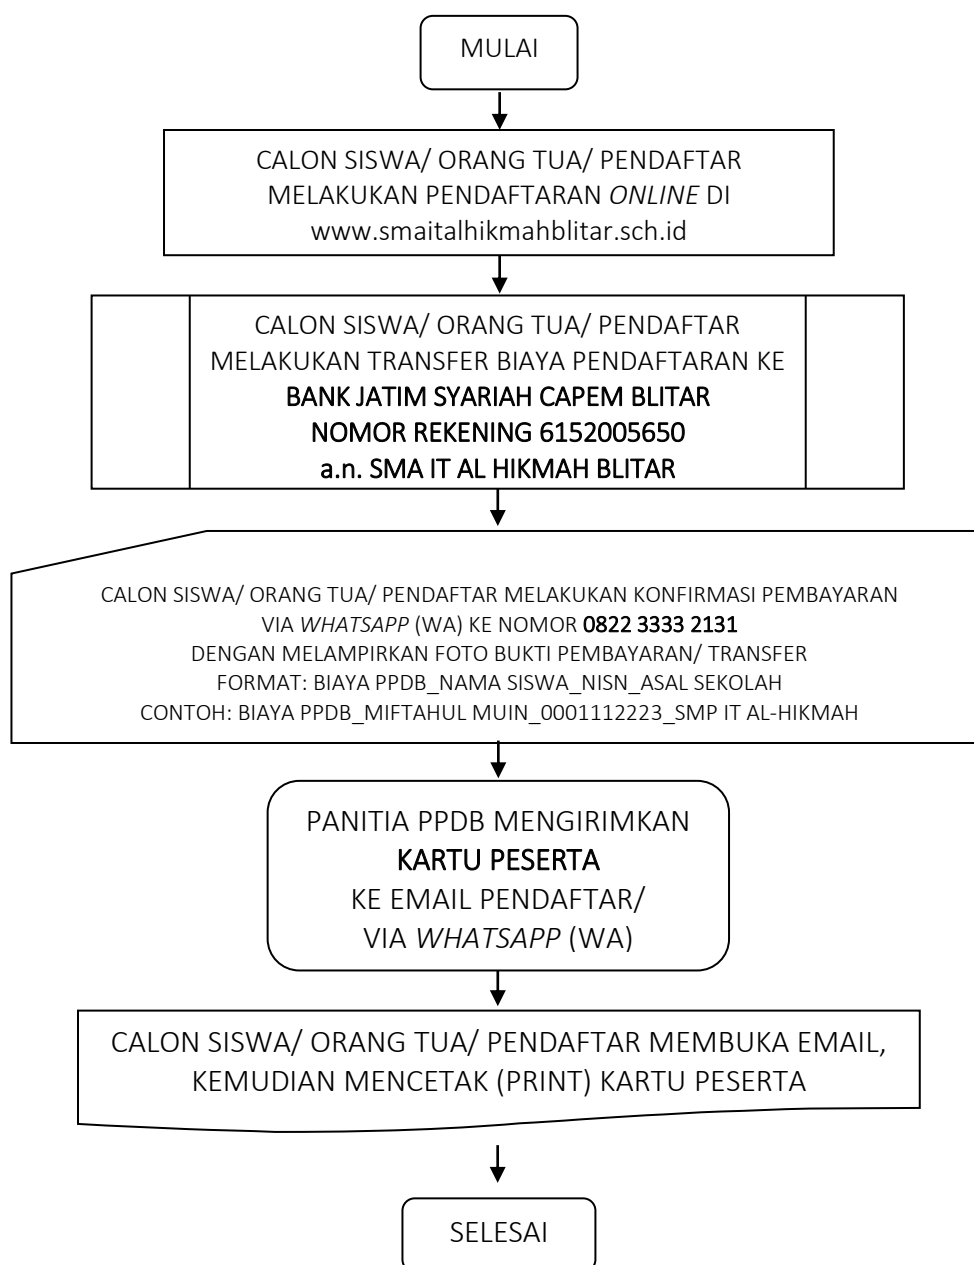 MULAI
CALON SISWA/ ORANG TUA/ PENDAFTAR
MELAKUKAN PENDAFTARAN ONLINE DI
www.smaitalhikmahblitar.sch.id
CALON SISWA/ ORANG TUA/ PENDAFTAR
MELAKUKAN TRANSFER BIAYA PENDAFTARAN KE
BANK JATIM SYARIAH CAPEM BLITAR
NOMOR REKENING 6152005650
a.n. SMA IT AL HIKMAH BLITAR
CALON SISWA/ ORANG TUA/ PENDAFTAR MELAKUKAN KONFIRMASI PEMBAYARAN
VIA WHATSAPP (WA) KE NOMOR 0822 3333 2131
DENGAN MELAMPIRKAN FOTO BUKTI PEMBAYARAN/ TRANSFER
FORMAT: BIAYA PPDB_NAMA SISWA_NISN_ASAL SEKOLAH
CONTOH: BIAYA PPDB_MIFTAHUL MUIN_0001112223_SMP IT AL-HIKMAH
PANITIA PPDB MENGIRIMKAN
KARTU PESERTA
KE EMAIL PENDAFTAR/
VIA WHATSAPP (WA)
CALON SISWA/ ORANG TUA/ PENDAFTAR MEMBUKA EMAIL,
KEMUDIAN MENCETAK (PRINT) KARTU PESERTA
SELESAI